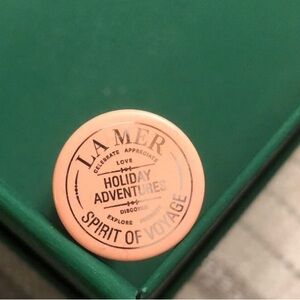 LA MER
CELEBRATE APPRECIATE
LOVE
HOLIDAY
ADVENTURES
DISCOVER
EXPLORE
SPIRIT OF VOYAGE